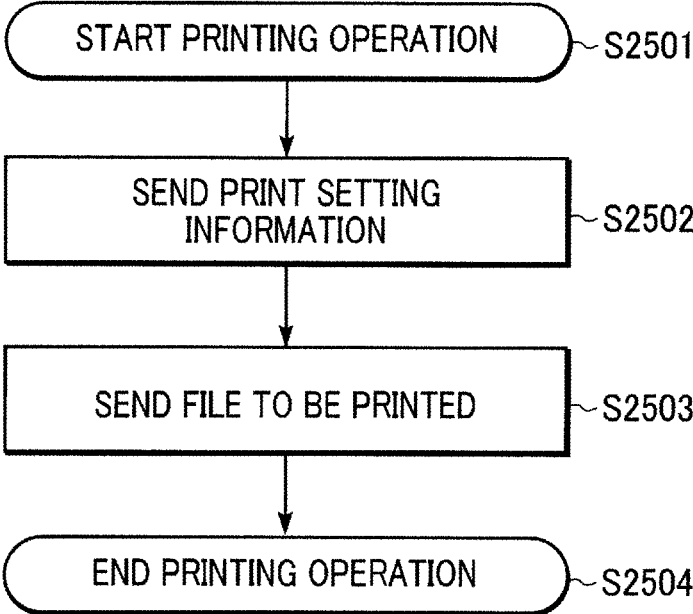 START PRINTING OPERATION
S2501
SEND PRINT SETTING
INFORMATION
S2502
SEND FILE TO BE PRINTED
S2503
END PRINTING OPERATION
S2504